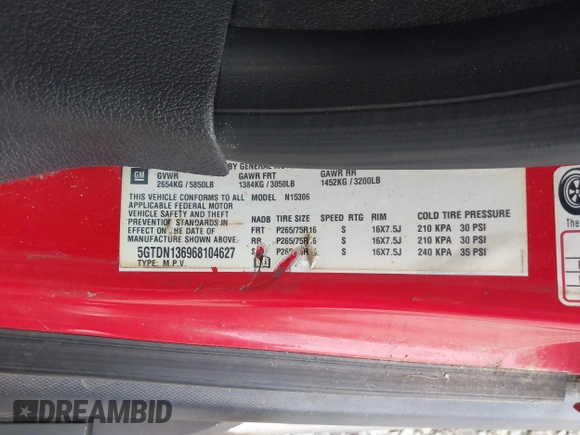 BY GENERAL
GM
GVWR GAWR FRT GAWR RR
2654KG / 5850LB 1384KG / 3050LB 1452KG / 3200LB
THIS VEHICLE CONFORMS TO ALL MODEL N15306
APPLICABLE FEDERAL MOTOR
VEHICLE SAFETY AND THEFT
PREVENTION STANDARDS IN NADB TIRE SIZE SPEED RTG RIM COLD TIRE PRESSURE
EFFECT ON THE DATE OF FRT P265/75R16 S 16X7.5J 210 KPA 30 PSI
MANUFACTURE SHOWN ABOVE. RR P265/75R16 S 16X7.5J 210 KPA 30 PSI
5GTDN136968104627 S 16X7.5J 240 KPA 35 PSI
TYPE: M.P.V.
DREAMBID